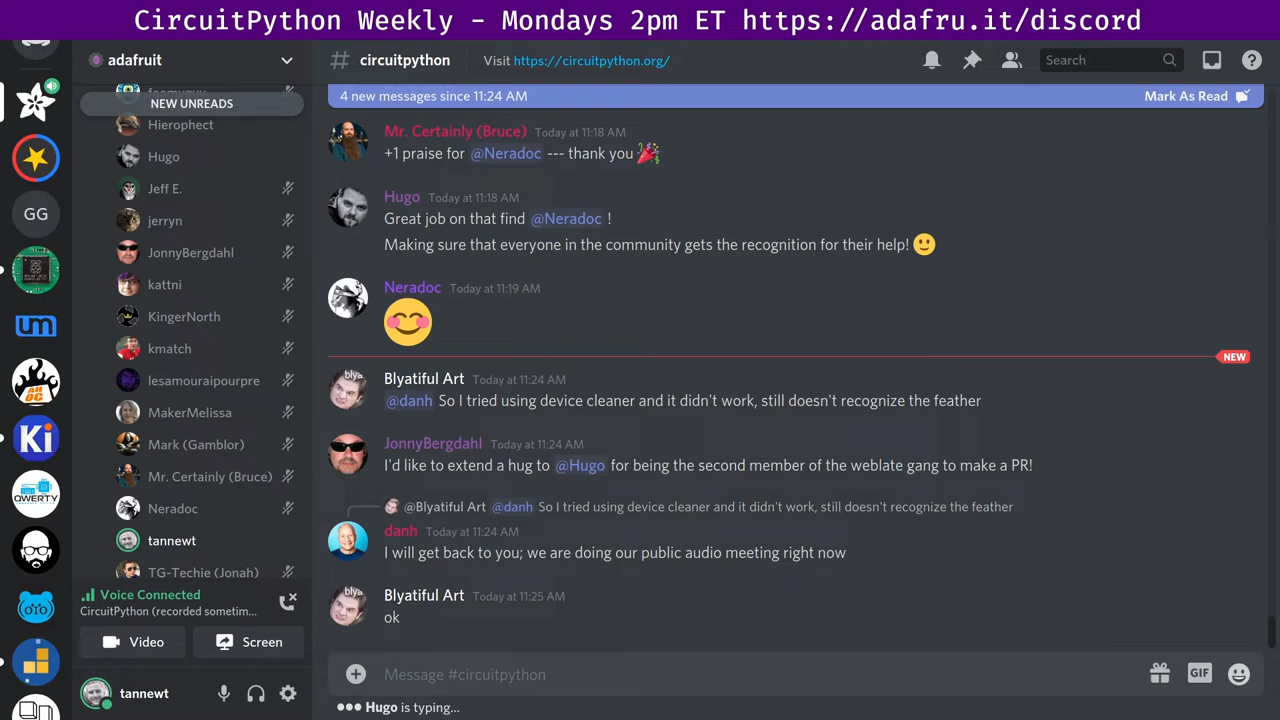 CircuitPython Weekly - Mondays 2pm ET https://adafru.it/discord
adafruit
NEW UNREADS
Hierophect
Hugo
GG
Jeff E.
jerryn
JonnyBergdahl
kattni
um
KingerNorth
kmatch
lesamouraipourpre
MakerMelissa
Ki
Mark (Gamblor)
Mr. Certainly (Bruce)
QWERTY
Neradoc
tannewt
TG-Techie (Jonah)
Voice Connected
CircuitPython (recorded sometim...
Video
Screen
tannewt
# circuitpython
Visit https://circuitpython.org/
Search
4 new messages since 11:24 AM
Mark As Read
Mr. Certainly (Bruce) Today at 11:18 AM
+1 praise for @Neradoc --- thank you 🎉
Hugo Today at 11:18 AM
Great job on that find @Neradoc !
Making sure that everyone in the community gets the recognition for their help! 🙂
Neradoc Today at 11:19 AM
😊
NEW
Blyatiful Art Today at 11:24 AM
@danh So I tried using device cleaner and it didn't work, still doesn't recognize the feather
JonnyBergdahl Today at 11:24 AM
I'd like to extend a hug to @Hugo for being the second member of the weblate gang to make a PR!
@Blyatiful Art @danh So I tried using device cleaner and it didn't work, still doesn't recognize the feather
danh Today at 11:24 AM
I will get back to you; we are doing our public audio meeting right now
Blyatiful Art Today at 11:25 AM
ok
Message #circuitpython
GIF
Hugo is typing...